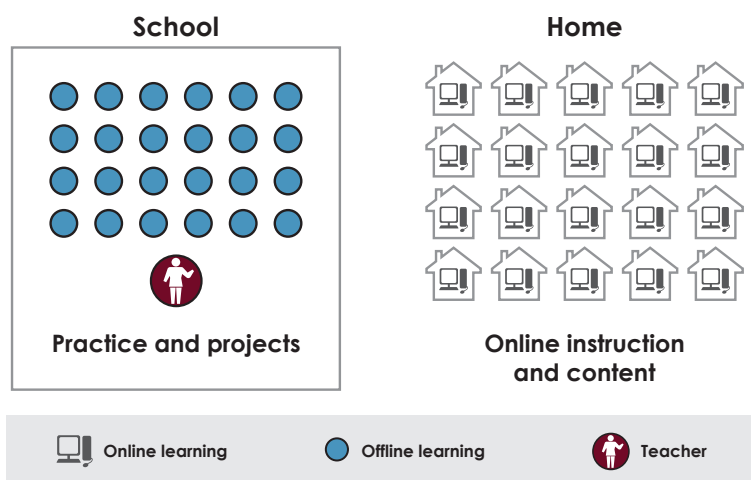 School
Home
Practice and projects
Online instruction
and content
Online learning
Offline learning
Teacher